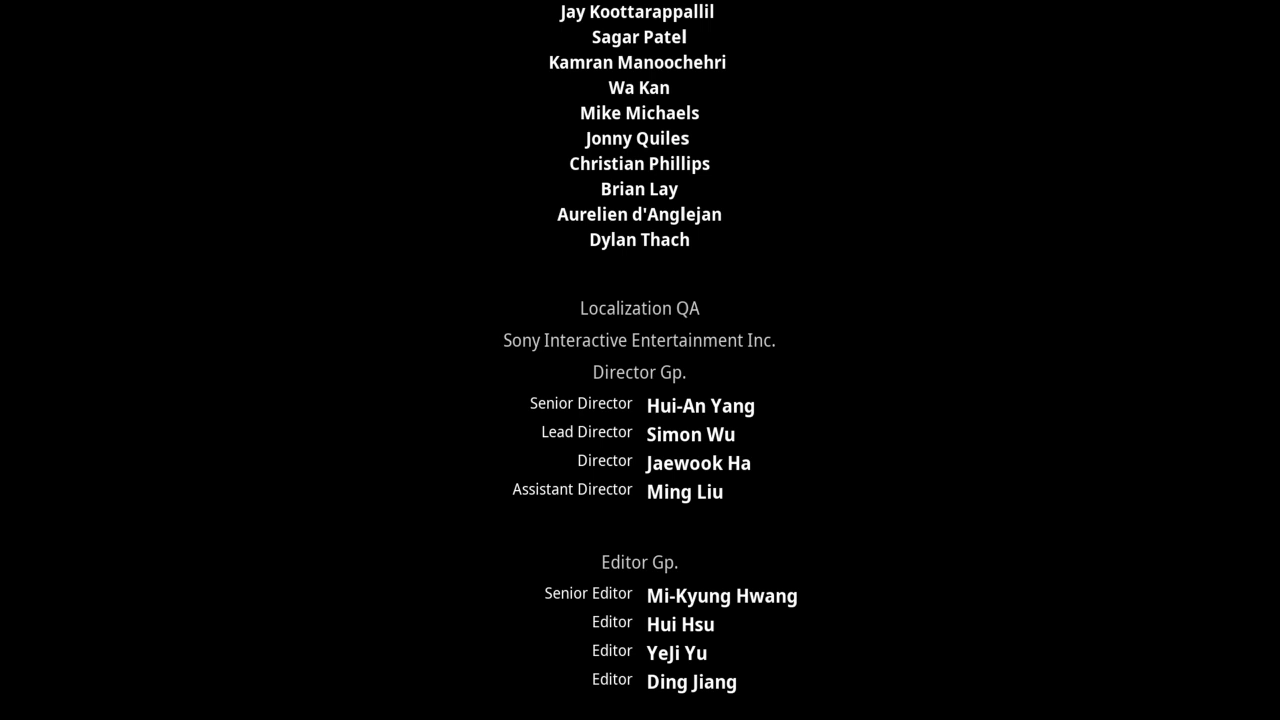 Jay Koottarappallil
Sagar Patel
Kamran Manoochehri
Wa Kan
Mike Michaels
Jonny Quiles
Christian Phillips
Brian Lay
Aurelien d'Anglejan
Dylan Thach
Localization QA
Sony Interactive Entertainment Inc.
Director Gp.
Senior Director Hui-An Yang
Lead Director Simon Wu
Director Jaewook Ha
Assistant Director Ming Liu
Editor Gp.
Senior Editor Mi-Kyung Hwang
Editor Hui Hsu
Editor YeJi Yu
Editor Ding Jiang